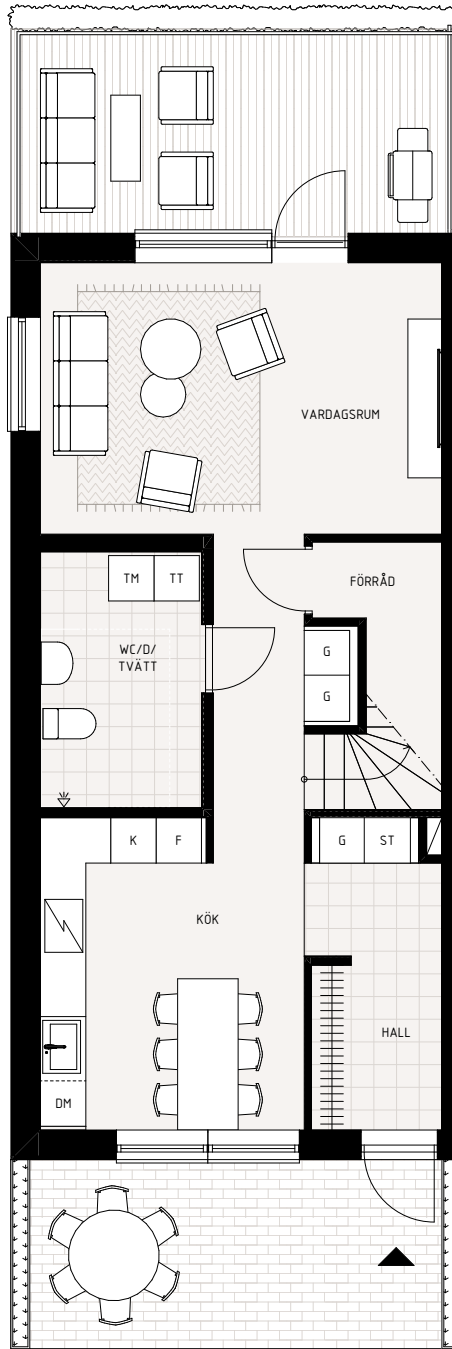 VARDAGSRUM
FÖRRÅD
TM TT
WC/D/
TVÄTT
G
G
K F
G ST
KÖK
HALL
DM